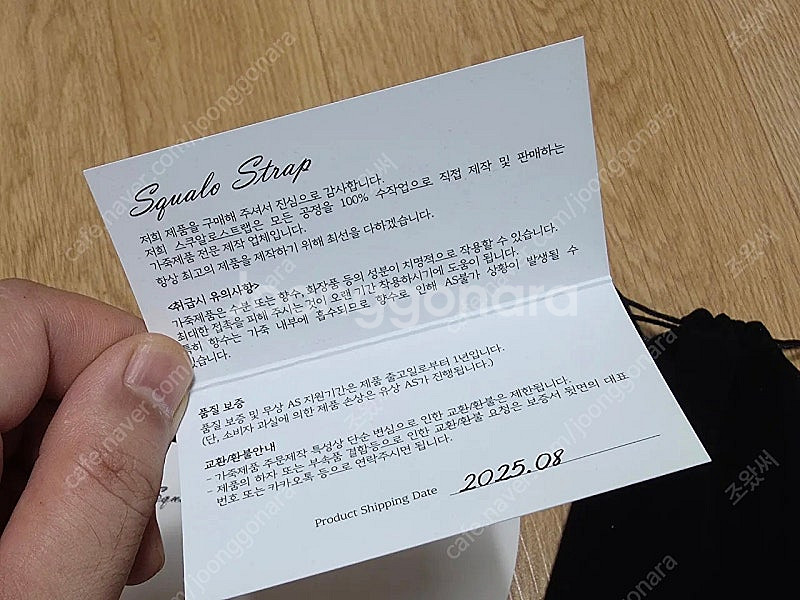 Squalo Strap
저희 제품을 구매해 주셔서 진심으로 감사합니다.
저희 스쿠알로스트랩은 모든 공정을 100% 수작업으로 직접 제작 및 판매하는
가죽제품 전문 제작 업체입니다.
항상 최고의 제품을 제작하기 위해 최선을 다하겠습니다.
<취급시 유의사항>
가죽제품은 수분 또는 향수, 화장품 등의 성분이 치명적으로 작용할 수 있습니다.
최대한 접촉을 피해 주시는 것이 오랜 기간 착용하시기에 도움이 됩니다.
특히 향수는 가죽 내부에 흡수되므로 향수로 인해 AS불가 상황이 발생될 수
있습니다.
품질 보증
품질 보증 및 무상 AS 지원기간은 제품 출고일로부터 1년입니다.
(단, 소비자 과실에 의한 제품 손상은 유상 AS가 진행됩니다.)
교환/환불안내
- 가죽제품 주문제작 특성상 단순 변심으로 인한 교환/환불은 제한됩니다.
- 제품의 하자 또는 부속품 결함등으로 인한 교환/환불 요청은 보증서 뒷면의 대표
번호 또는 카카오톡 등으로 연락주시면 됩니다.
Product Shipping Date 2025.08
joonggonara
cafe.naver.com/joonggonara
조왔써